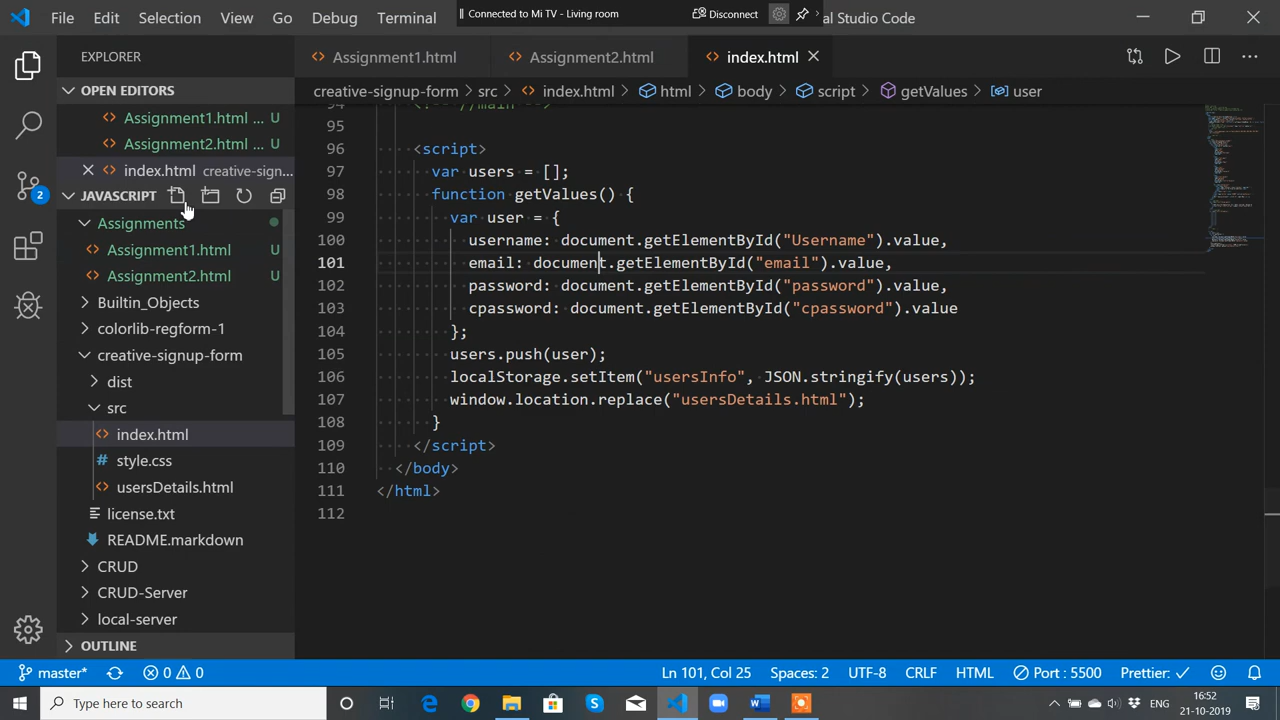 File Edit Selection View Go Debug Terminal
Connected to Mi TV - Living room
Disconnect
al Studio Code
EXPLORER
Assignment1.html
Assignment2.html
index.html
OPEN EDITORS
creative-signup-form > src > index.html > html > body > script > getValues > user
Assignment1.html ... U
Assignment2.html ... U
index.html creative-sign...
JAVASCRIPT
Assignments
Assignment1.html U
Assignment2.html U
Builtin_Objects
colorlib-regform-1
creative-signup-form
dist
src
index.html
style.css
usersDetails.html
license.txt
README.markdown
CRUD
CRUD-Server
local-server
OUTLINE
2
94 <!-- //main -->
95
96 <script>
97 var users = [];
98 function getValues() {
99 var user = {
100 username: document.getElementById("Username").value,
101 email: document.getElementById("email").value,
102 password: document.getElementById("password").value,
103 cpassword: document.getElementById("cpassword").value
104 };
105 users.push(user);
106 localStorage.setItem("usersInfo", JSON.stringify(users));
107 window.location.replace("usersDetails.html");
108 }
109 </script>
110 </body>
111 </html>
112
master* 0 0
Ln 101, Col 25 Spaces: 2 UTF-8 CRLF HTML Port : 5500 Prettier: ✓
Type here to search
ENG
16:52
21-10-2019